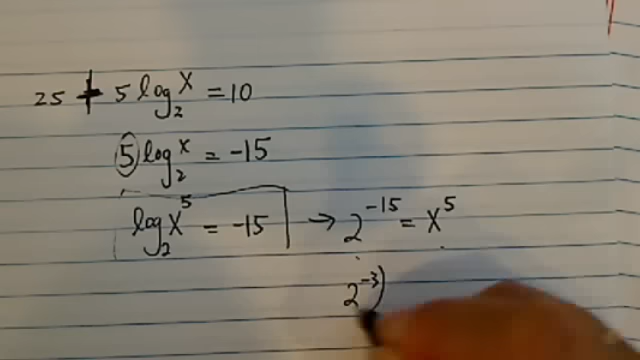 25 + 5 log₂ x = 10
5 log₂ x = -15
log₂ x⁵ = -15 → 2⁻¹⁵ = x⁵
2⁻³)